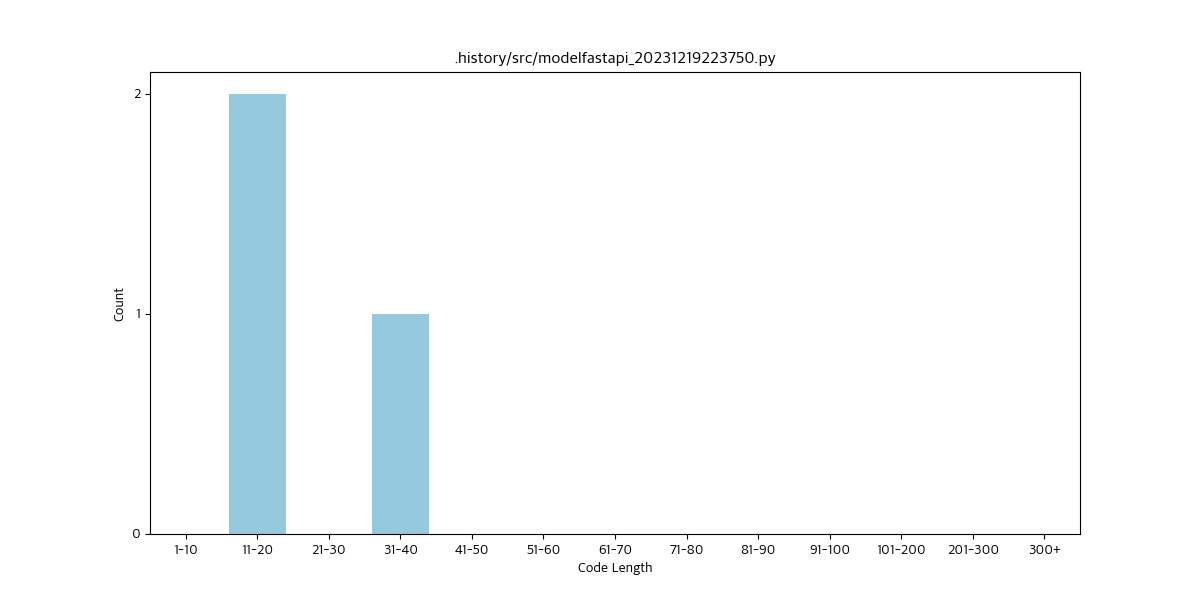 .history/src/modelfastapi_20231219223750.py
2
1
0
Count
1-10 11-20 21-30 31-40 41-50 51-60 61-70 71-80 81-90 91-100 101-200 201-300 300+
Code Length